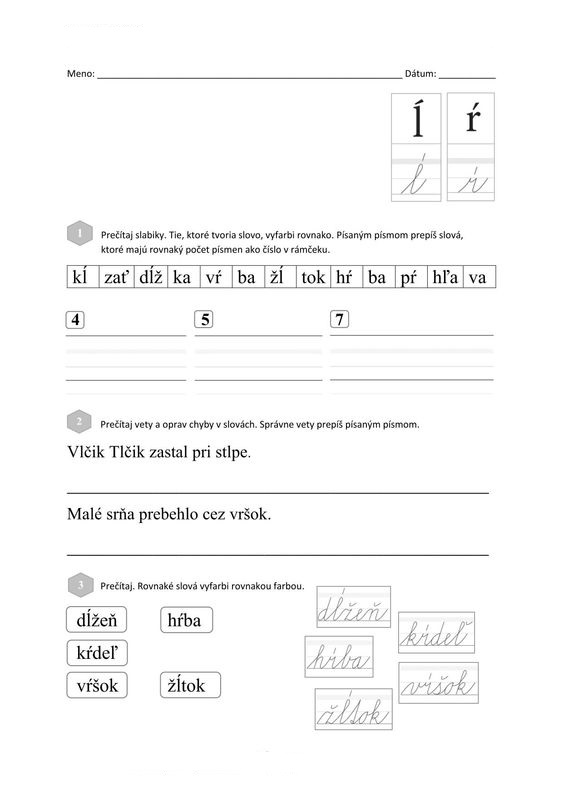 Meno: Dátum:
ĺ ŕ
ĺ ŕ
1 Prečítaj slabiky. Tie, ktoré tvoria slovo, vyfarbi rovnako. Písaným písmom prepíš slová,
ktoré majú rovnaký počet písmen ako číslo v rámčeku.
kĺ zať dĺž ka vŕ ba žĺ tok hŕ ba pŕ hľa va
4 5 7
2 Prečítaj vety a oprav chyby v slovách. Správne vety prepíš písaným písmom.
Vlčik Tlčik zastal pri stlpe.
Malé srňa prebehlo cez vršok.
3 Prečítaj. Rovnaké slová vyfarbi rovnakou farbou.
dĺžeň hŕba
kŕdeľ
vŕšok žĺtok
dĺžeň
kŕdeľ
hŕba
vŕšok
žĺtok